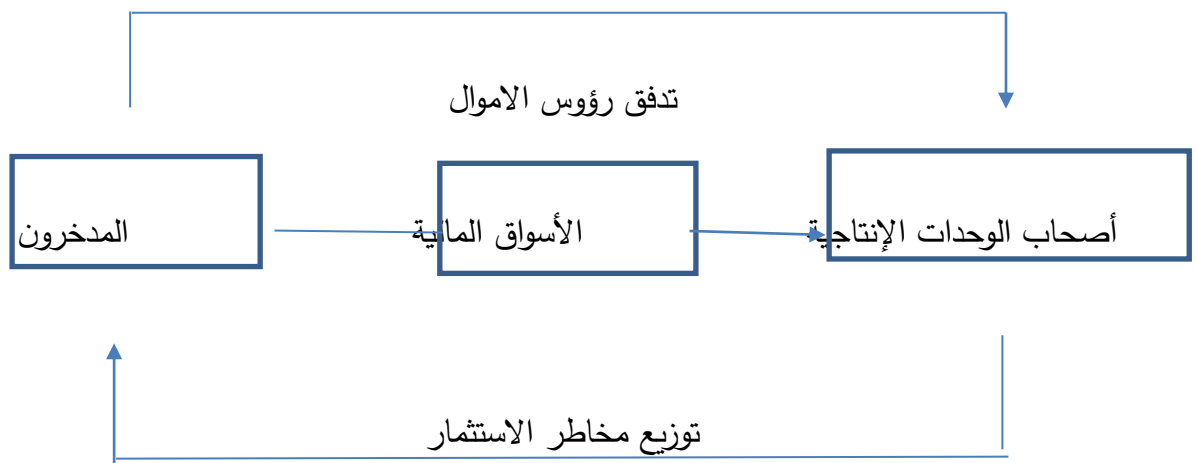 تدفق رؤوس الاموال
أصحاب الوحدات الإنتاجية
الأسواق المالية
المدخرون
توزيع مخاطر الاستثمار